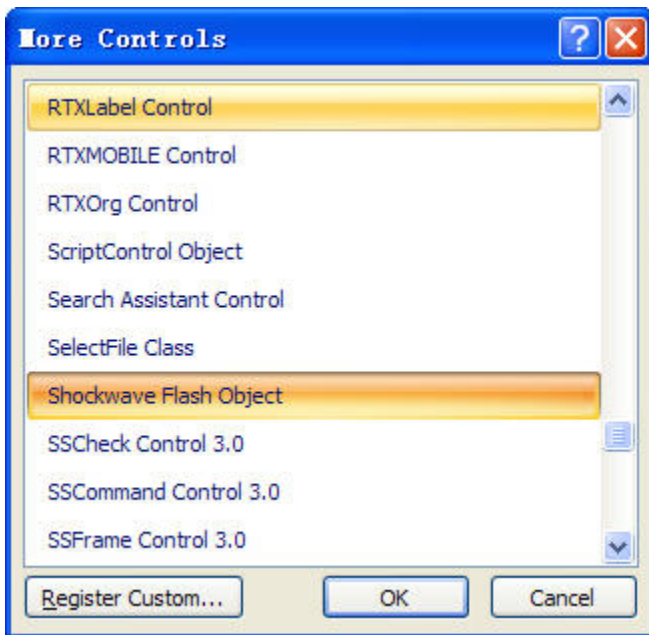 More Controls
RTXLabel Control
RTXMOBILE Control
RTXOrg Control
ScriptControl Object
Search Assistant Control
SelectFile Class
Shockwave Flash Object
SSCheck Control 3.0
SSCommand Control 3.0
SSFrame Control 3.0
Register Custom... OK Cancel